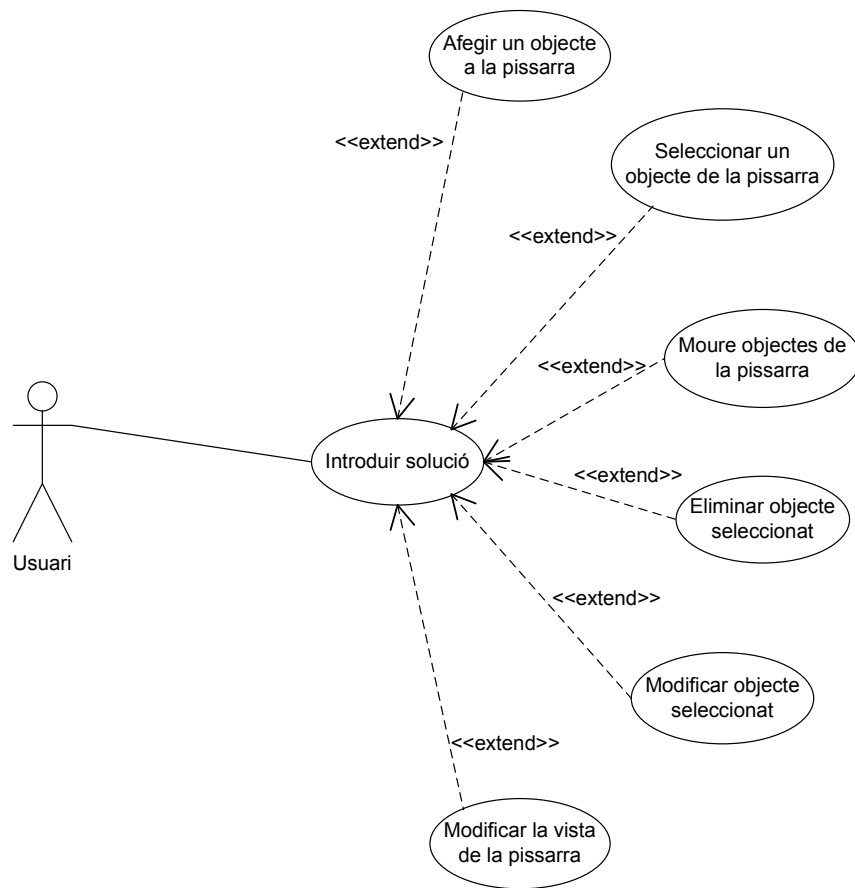 Afegir un objecte
a la pissarra
<<extend>>
Seleccionar un
objecte de la pissarra
<<extend>>
Moure objectes de
la pissarra
<<extend>>
Introduir solució
<<extend>>
Eliminar objecte
seleccionat
Usuari
<<extend>>
Modificar objecte
seleccionat
<<extend>>
Modificar la vista
de la pissarra